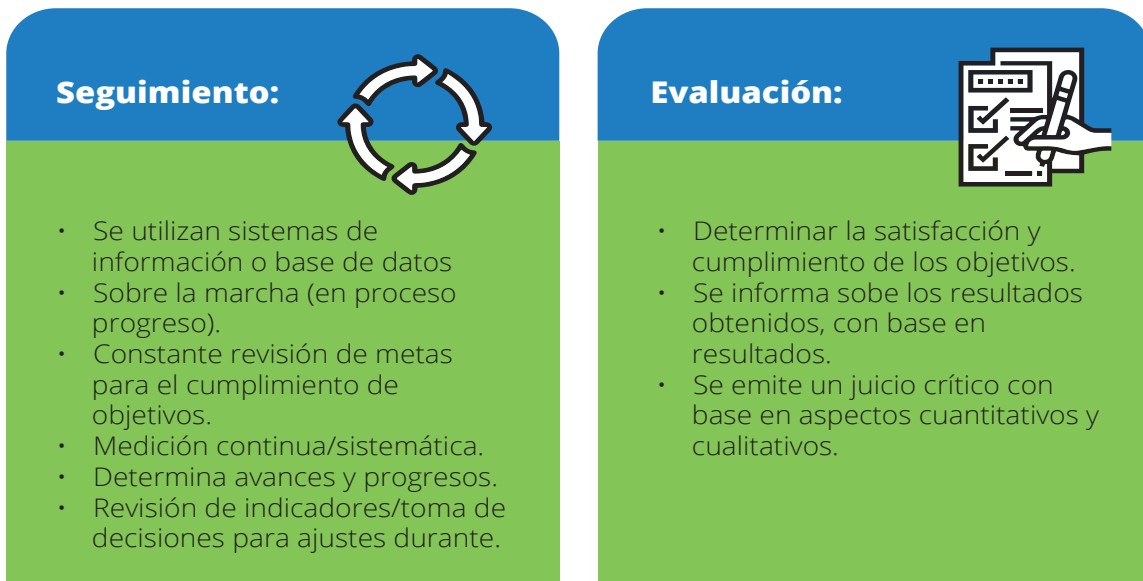 Seguimiento:
• Se utilizan sistemas de
información o base de datos
• Sobre la marcha (en proceso
progreso).
• Constante revisión de metas
para el cumplimiento de
objetivos.
• Medición continua/sistemática.
• Determina avances y progresos.
• Revisión de indicadores/toma de
decisiones para ajustes durante.
Evaluación:
• Determinar la satisfacción y
cumplimiento de los objetivos.
• Se informa sobe los resultados
obtenidos, con base en
resultados.
• Se emite un juicio crítico con
base en aspectos cuantitativos y
cualitativos.